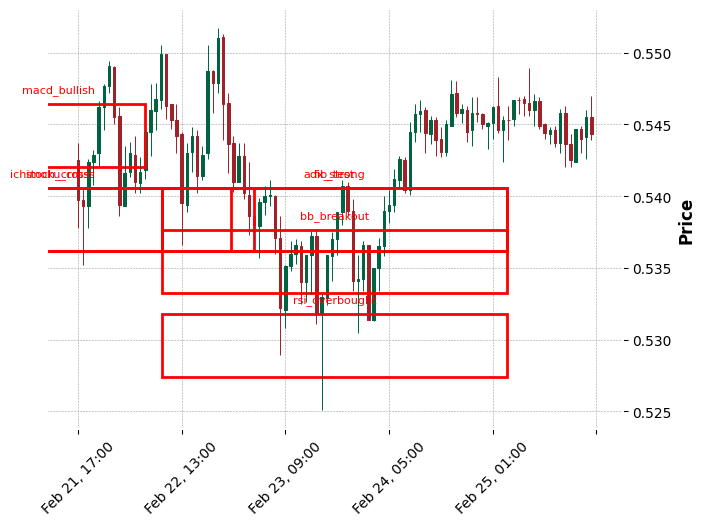 0.550
macd_bullish
0.545
adx_strong
0.540
bb_breakout
Price
0.535
rsi_overbought
0.530
0.525
Feb 21, 17:00
Feb 22, 13:00
Feb 23, 09:00
Feb 24, 05:00
Feb 25, 01:00